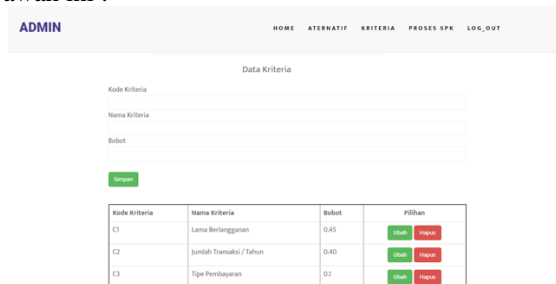 ADMIN HOME ATERNATIF KRITERIA PROSES SPK LOG_OUT
Data Kriteria
Kode Kriteria
Nama Kriteria
Bobot
Simpan
Kode Kriteria Nama Kriteria Bobot Pilihan
C1 Lama Berlangganan 0.45 Ubah Hapus
C2 Jumlah Transaksi / Tahun 0.40 Ubah Hapus
C3 Tipe Pembayaran 0.1 Ubah Hapus